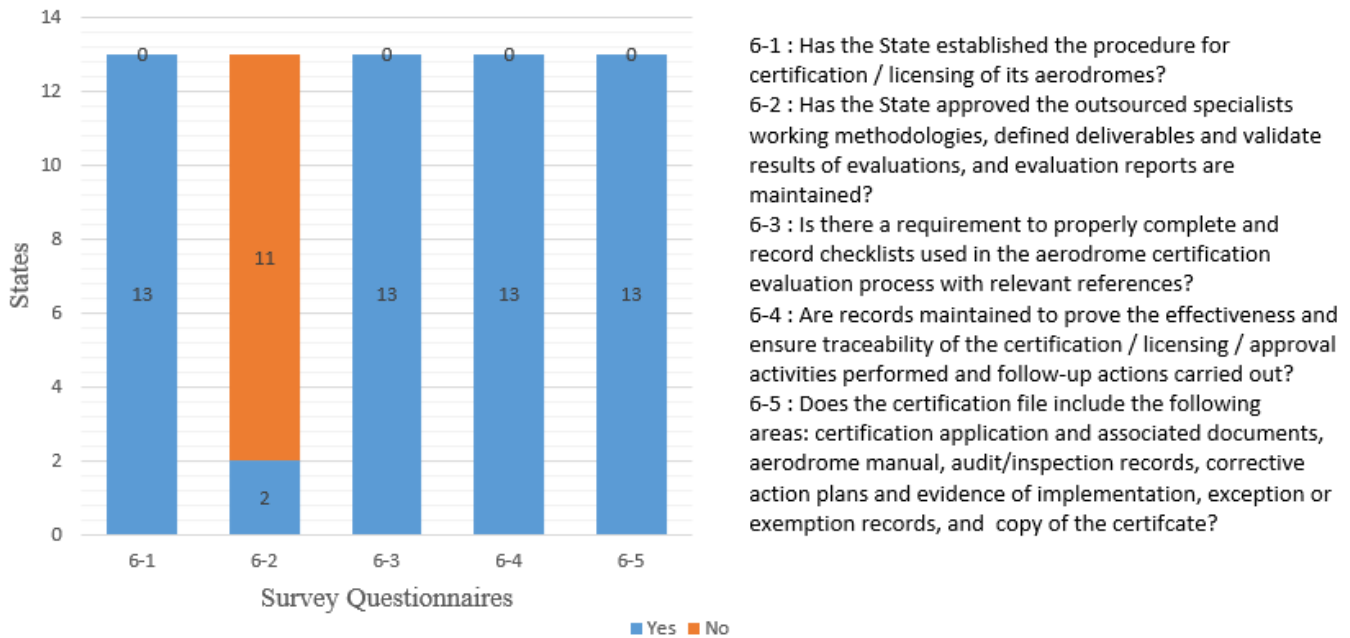 14
12
10
8
6
4
2
0
States
0
0
0
0
13
11
2
13
13
13
6-1
6-2
6-3
6-4
6-5
Survey Questionnaires
Yes
No
6-1 : Has the State established the procedure for
certification / licensing of its aerodromes?
6-2 : Has the State approved the outsourced specialists
working methodologies, defined deliverables and validate
results of evaluations, and evaluation reports are
maintained?
6-3 : Is there a requirement to properly complete and
record checklists used in the aerodrome certification
evaluation process with relevant references?
6-4 : Are records maintained to prove the effectiveness and
ensure traceability of the certification / licensing / approval
activities performed and follow-up actions carried out?
6-5 : Does the certification file include the following
areas: certification application and associated documents,
aerodrome manual, audit/inspection records, corrective
action plans and evidence of implementation, exception or
exemption records, and copy of the certifcate?